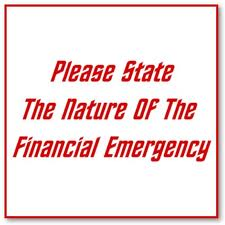 Please State
The Nature Of The
Financial Emergency